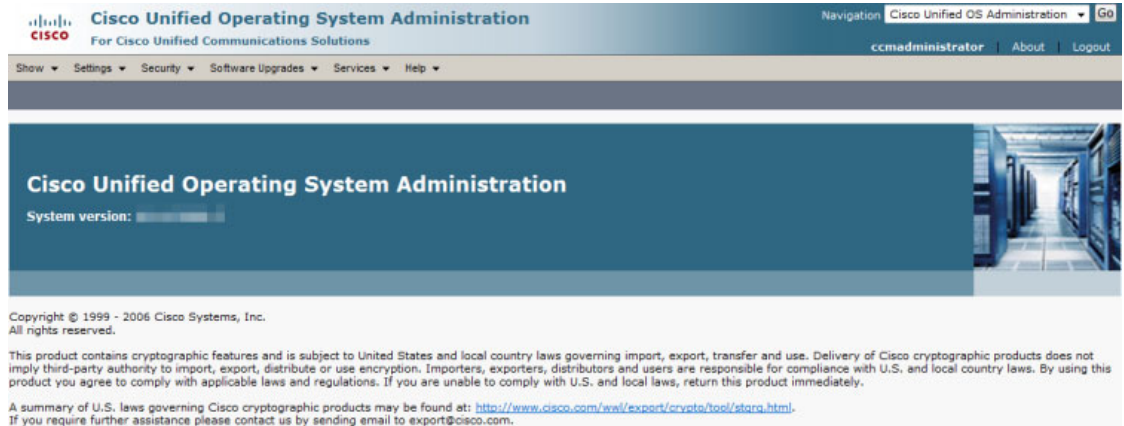 Cisco Unified Operating System Administration
For Cisco Unified Communications Solutions
CISCO
Navigation Cisco Unified OS Administration Go
ccmadministrator | About | Logout
Show Settings Security Software Upgrades Services Help
Cisco Unified Operating System Administration
System version:
Copyright © 1999 - 2006 Cisco Systems, Inc.
All rights reserved.
This product contains cryptographic features and is subject to United States and local country laws governing import, export, transfer and use. Delivery of Cisco cryptographic products does not
imply third-party authority to import, export, distribute or use encryption. Importers, exporters, distributors and users are responsible for compliance with U.S. and local country laws. By using this
product you agree to comply with applicable laws and regulations. If you are unable to comply with U.S. and local laws, return this product immediately.
A summary of U.S. laws governing Cisco cryptographic products may be found at: http://www.cisco.com/wwl/export/crypto/tool/stqrg.html.
If you require further assistance please contact us by sending email to export@cisco.com.